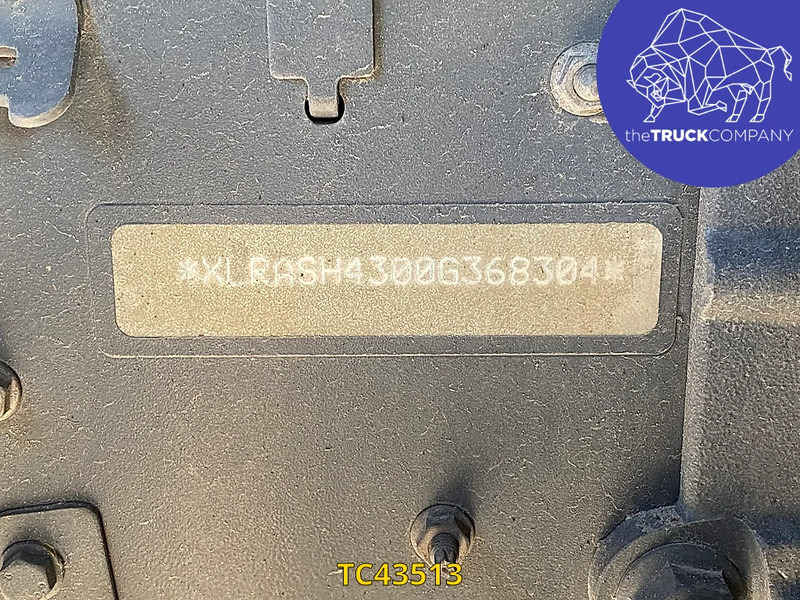 theTRUCKCOMPANY
*XLRASH4300G368304*
TC43513